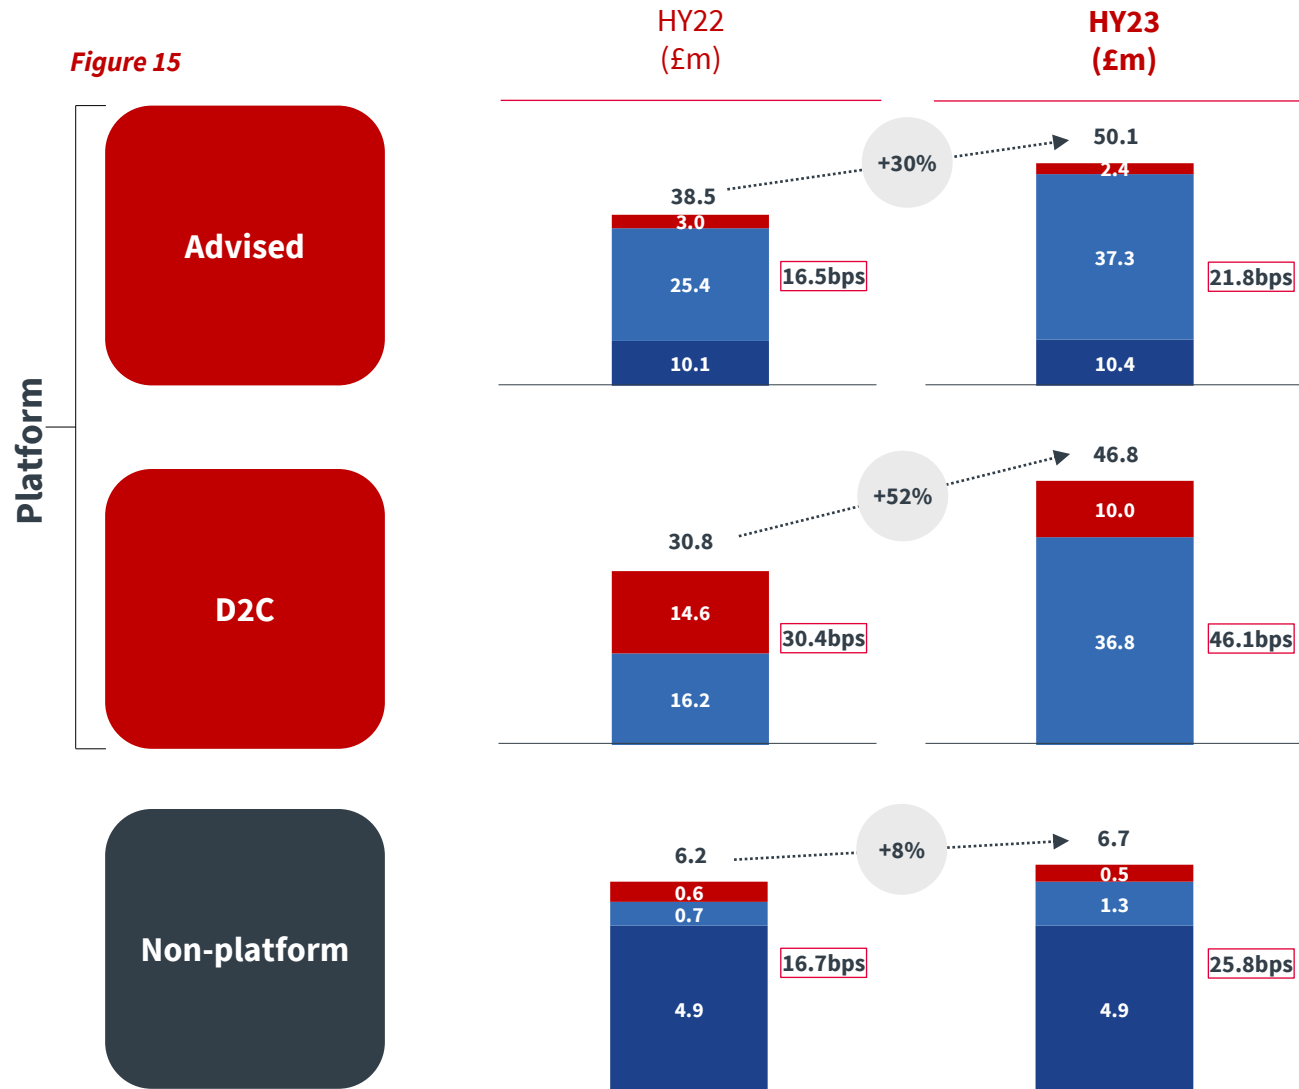 Figure 15
HY22
(£m)
HY23
(£m)
Platform
Advised
38.5
3.0
25.4
10.1
16.5bps
+30%
50.1
2.4
37.3
10.4
21.8bps
D2C
30.8
14.6
16.2
30.4bps
+52%
46.8
10.0
36.8
46.1bps
Non-platform
6.2
0.6
0.7
4.9
16.7bps
+8%
6.7
0.5
1.3
4.9
25.8bps